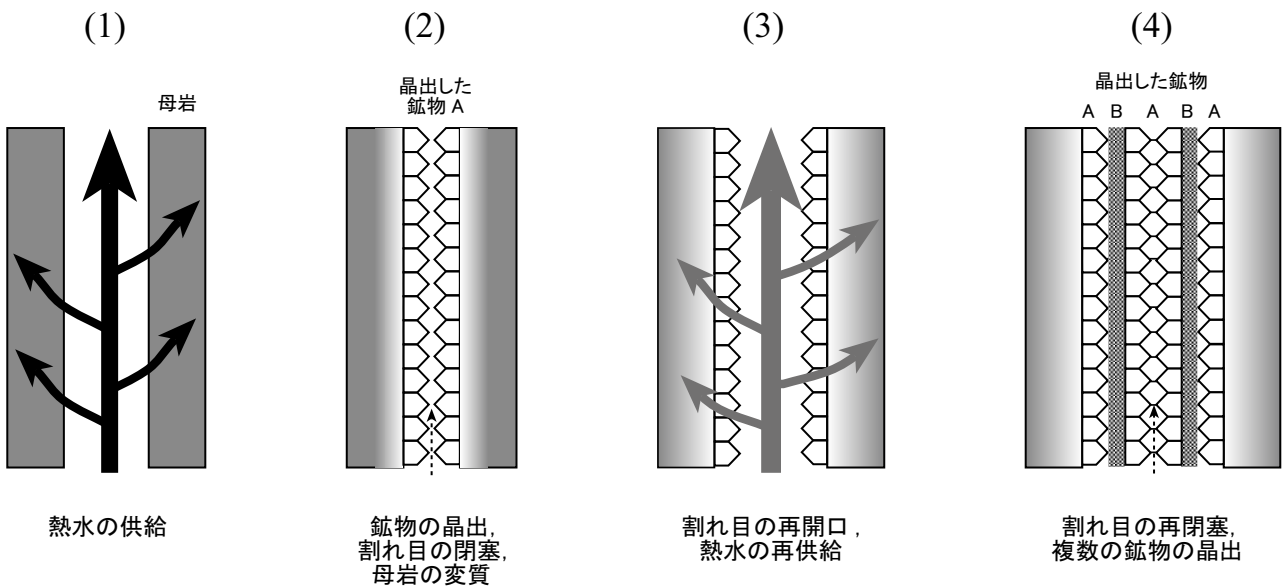 (1)
(2)
(3)
(4)
母岩
晶出した
鉱物 A
晶出した鉱物
A B A B A
熱水の供給
鉱物の晶出,
割れ目の閉塞,
母岩の変質
割れ目の再開口,
熱水の再供給
割れ目の再閉塞,
複数の鉱物の晶出